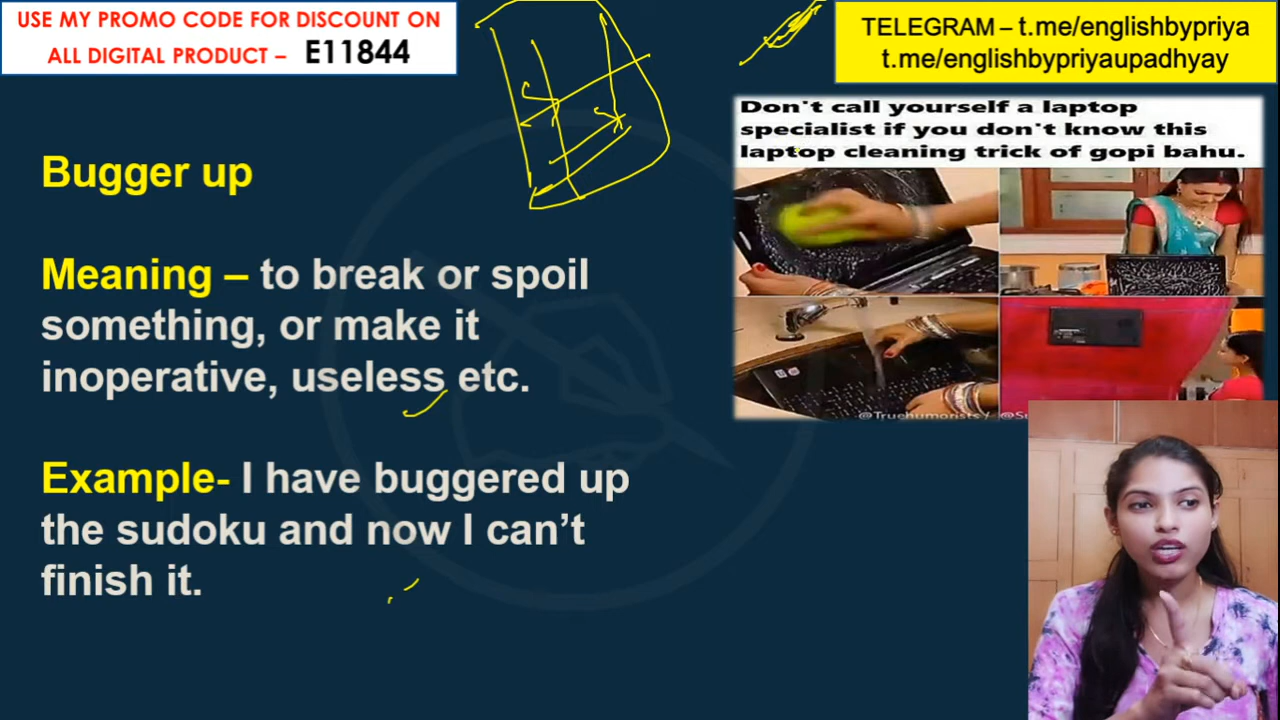 USE MY PROMO CODE FOR DISCOUNT ON
ALL DIGITAL PRODUCT – E11844
TELEGRAM – t.me/englishbypriya
t.me/englishbypriyaupadhyay
Don't call yourself a laptop
specialist if you don't know this
laptop cleaning trick of gopi bahu.
Bugger up
Meaning – to break or spoil
something, or make it
inoperative, useless etc.
@Truehumorists /
Example- I have buggered up
the sudoku and now I can’t
finish it.